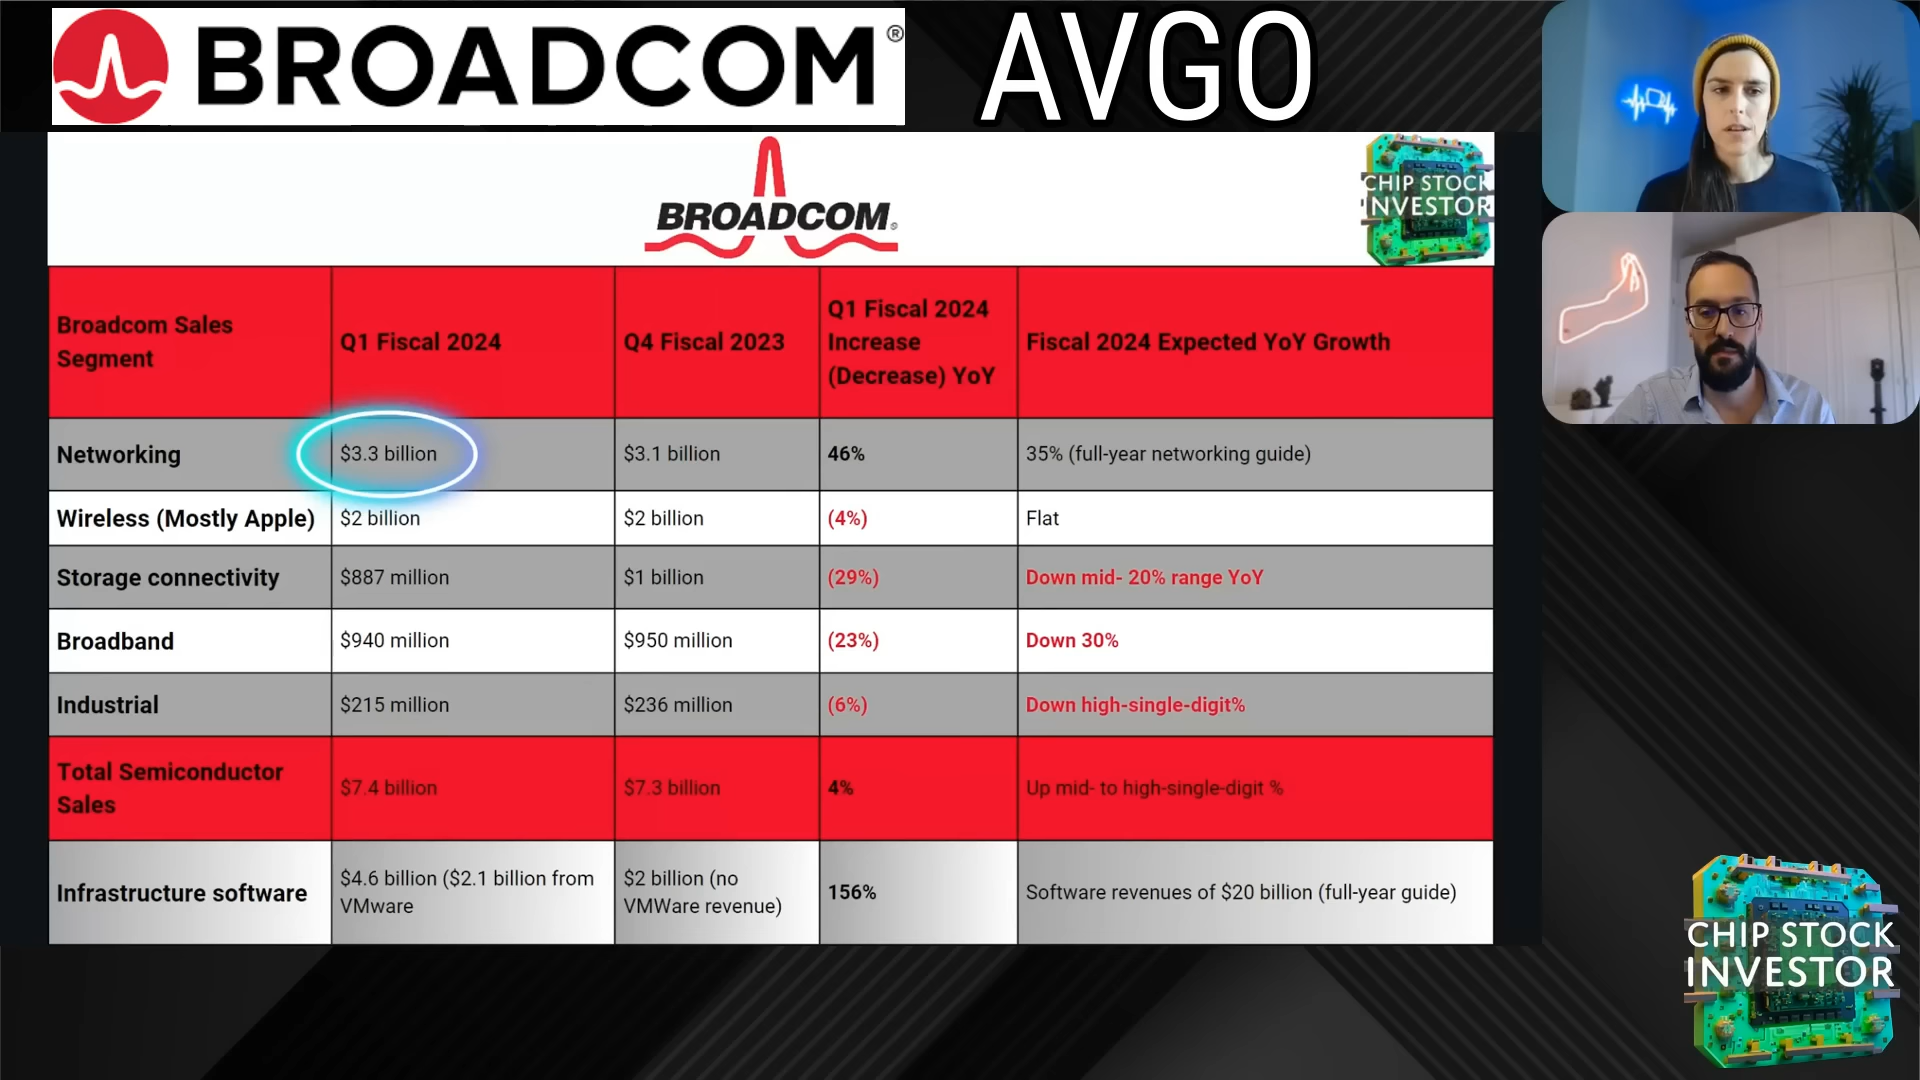 BROADCOM®
AVGO
BROADCOM®
CHIP STOCK
INVESTOR
Broadcom Sales
Segment
Q1 Fiscal 2024
Q4 Fiscal 2023
Q1 Fiscal 2024
Increase
(Decrease) YoY
Fiscal 2024 Expected YoY Growth
Networking
$3.3 billion
$3.1 billion
46%
35% (full-year networking guide)
Wireless (Mostly Apple)
$2 billion
$2 billion
(4%)
Flat
Storage connectivity
$887 million
$1 billion
(29%)
Down mid- 20% range YoY
Broadband
$940 million
$950 million
(23%)
Down 30%
Industrial
$215 million
$236 million
(6%)
Down high-single-digit%
Total Semiconductor
Sales
$7.4 billion
$7.3 billion
4%
Up mid- to high-single-digit %
Infrastructure software
$4.6 billion ($2.1 billion from
VMware
$2 billion (no
VMWare revenue)
156%
Software revenues of $20 billion (full-year guide)
CHIP STOCK
INVESTOR